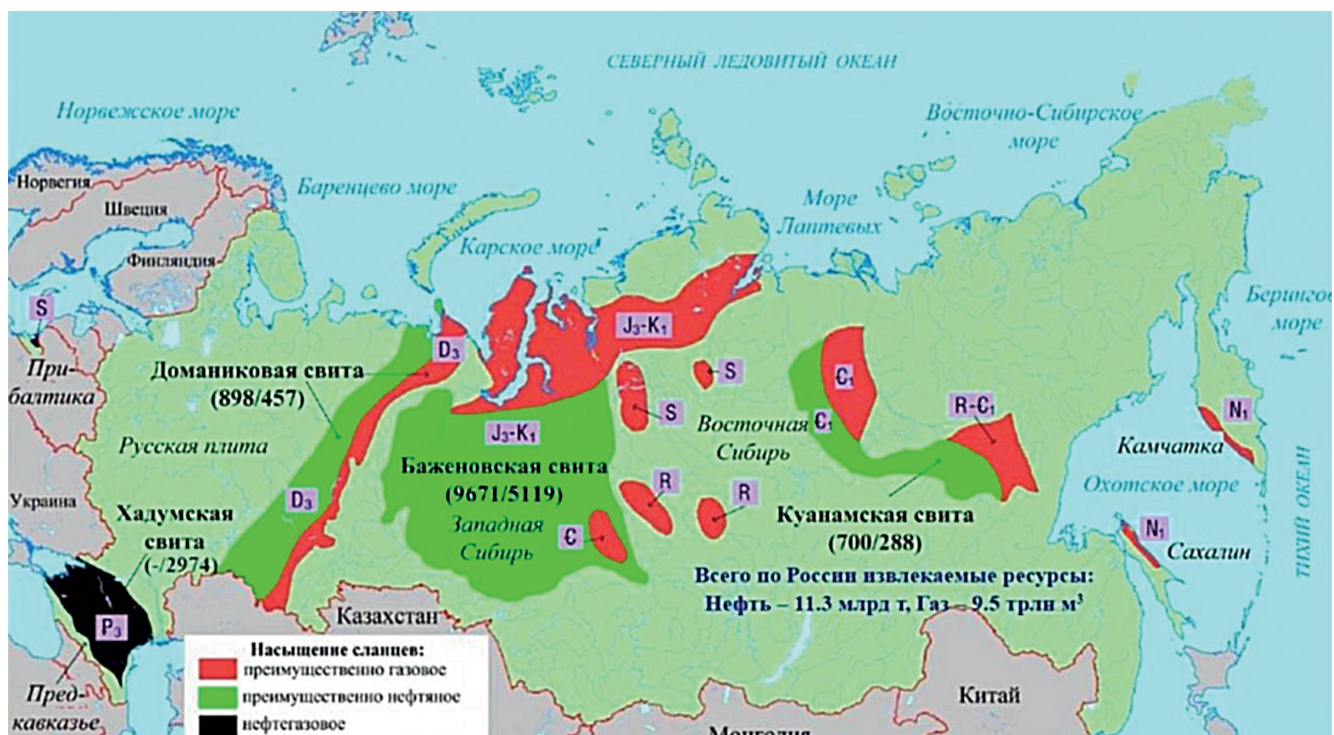 СЕВЕРНЫЙ ЛЕДОВИТЫЙ ОКЕАН
Норвежское море
Восточно-Сибирское
море
Норвегия
Баренцево море
Море
Лаптевых
Швеция
Карское море
Финляндия
Берингово
море
S
J₃-K₁
D₃
При-
балтика
Доманиковая свита
(898/457)
S
Є₁
S
R-Є₁
N₁
Є₁
Восточная
Сибирь
Камчатка
Русская плита
J₃-K₁
Баженовская свита
(9671/5119)
R
R
Охотское море
ТИХИЙ ОКЕАН
Украина
D₃
Хадумская
свита
(-/2974)
Западная
Сибирь
Є
Куанамская свита
(700/288)
N₁
Сахалин
Всего по России извлекаемые ресурсы:
Нефть – 11.3 млрд т, Газ – 9.5 трлн м³
P₃
Казахстан
Насыщение сланцев:
преимущественно газовое
преимущественно нефтяное
нефтегазовое
Пред-
кавказье
Китай
Монголия